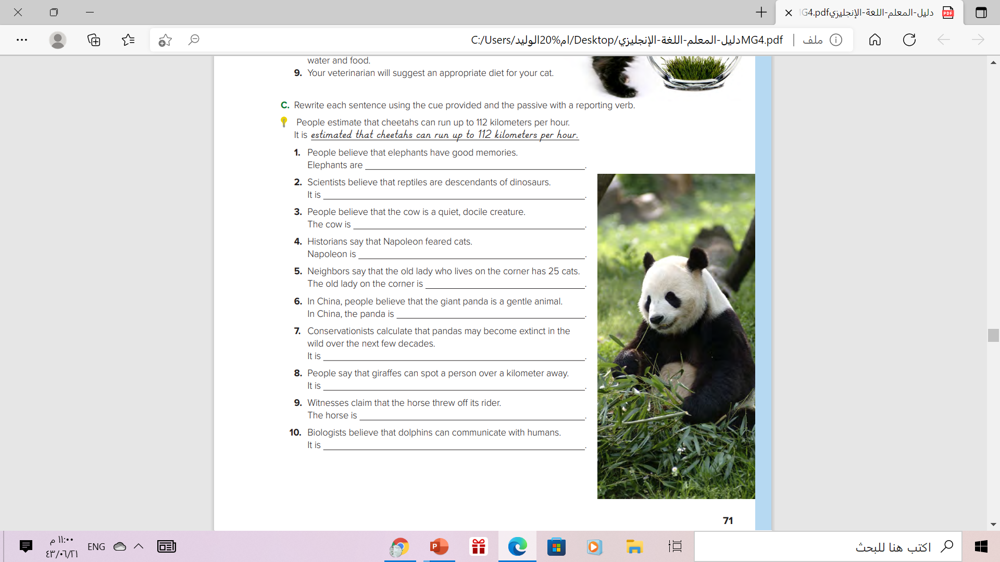 دليل-المعلم-اللغة-الإنجليزيMG4.pdf
C:/Users/ام%20الوليد/Desktop/دليل-المعلم-اللغة-الإنجليزيMG4.pdf
ملف
water and food.
9. Your veterinarian will suggest an appropriate diet for your cat.
C. Rewrite each sentence using the cue provided and the passive with a reporting verb.
People estimate that cheetahs can run up to 112 kilometers per hour.
It is estimated that cheetahs can run up to 112 kilometers per hour.
1. People believe that elephants have good memories.
Elephants are .
2. Scientists believe that reptiles are descendants of dinosaurs.
It is .
3. People believe that the cow is a quiet, docile creature.
The cow is .
4. Historians say that Napoleon feared cats.
Napoleon is .
5. Neighbors say that the old lady who lives on the corner has 25 cats.
The old lady on the corner is .
6. In China, people believe that the giant panda is a gentle animal.
In China, the panda is .
7. Conservationists calculate that pandas may become extinct in the
wild over the next few decades.
It is .
8. People say that giraffes can spot a person over a kilometer away.
It is .
9. Witnesses claim that the horse threw off its rider.
The horse is .
10. Biologists believe that dolphins can communicate with humans.
It is .
71
١١:٠٠ م
٤٣/٠٦/٢١
ENG
اكتب هنا للبحث